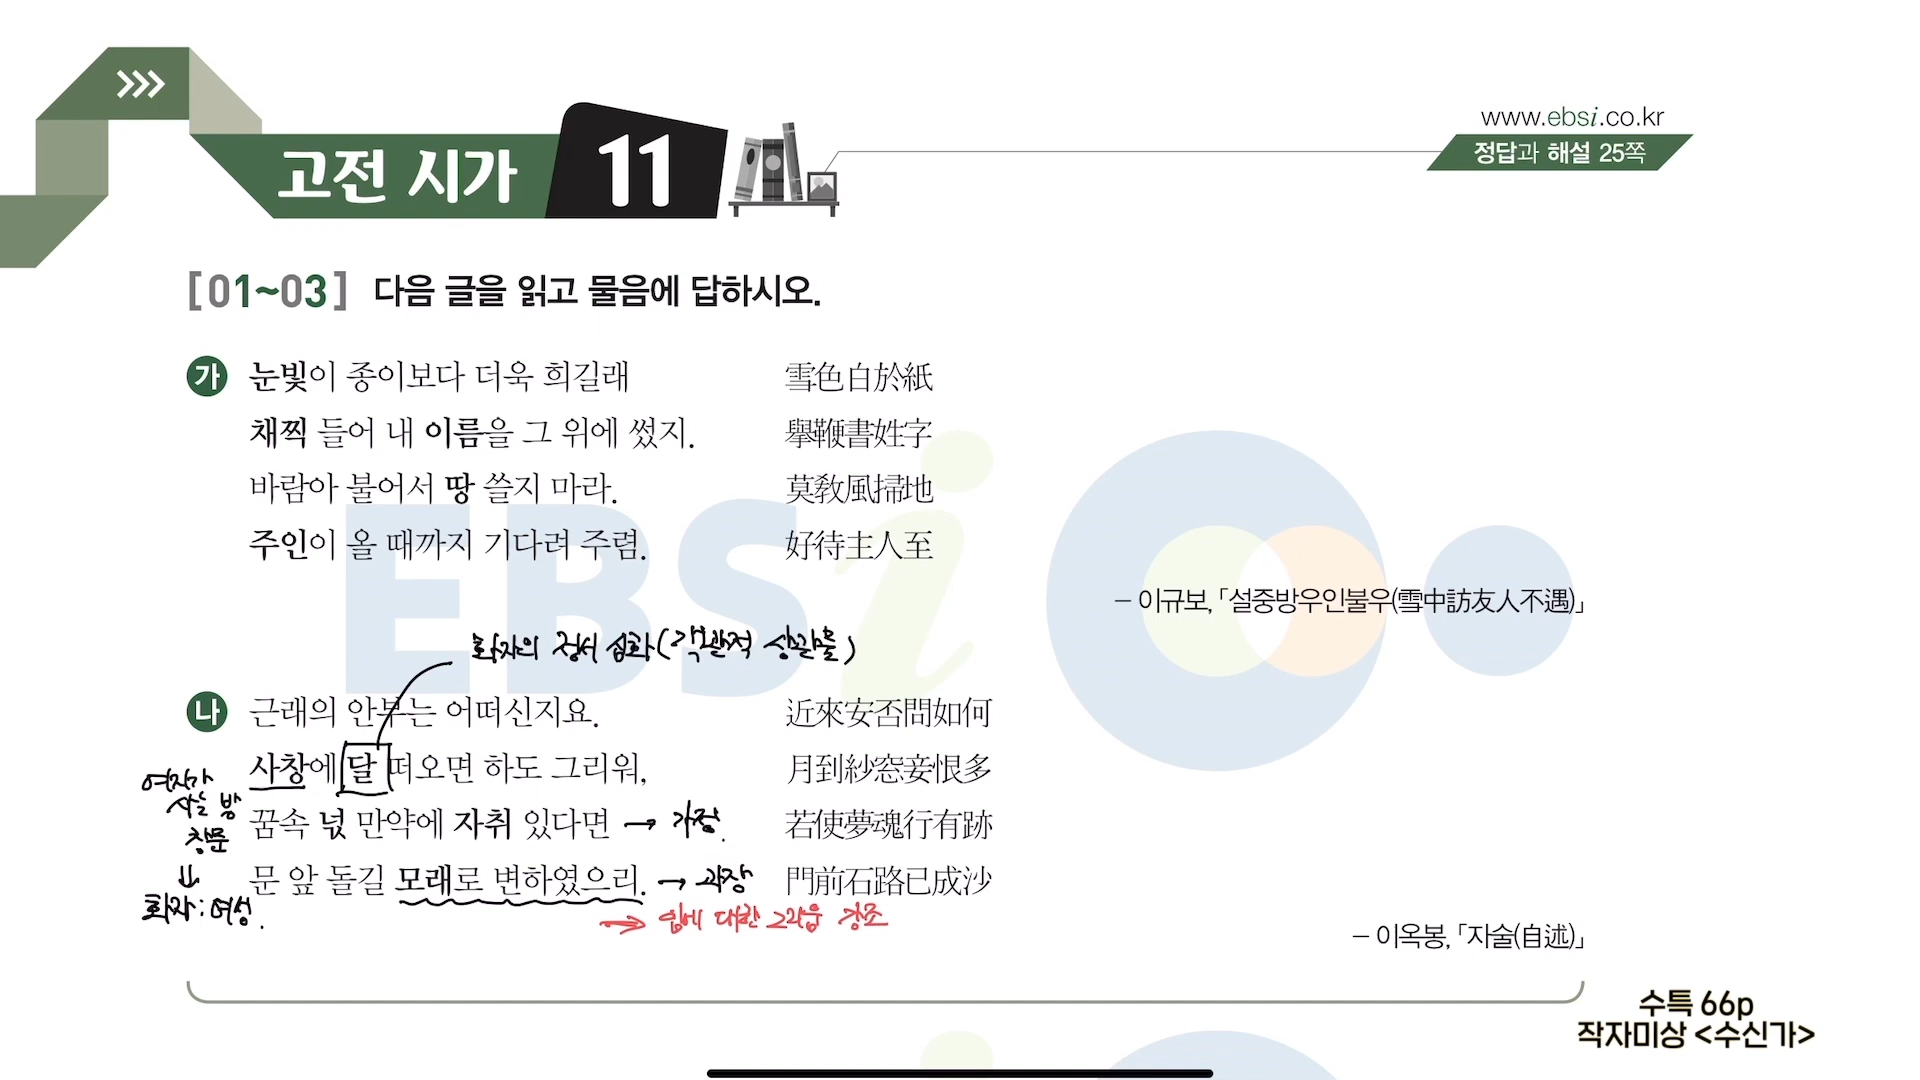 www.ebsi.co.kr
정답과 해설 25쪽
고전 시가 11
[01~03] 다음 글을 읽고 물음에 답하시오.
가 눈빛이 종이보다 더욱 희길래 雪色白於紙
채찍 들어 내 이름을 그 위에 썼지. 擧鞭書姓字
바람아 불어서 땅 쓸지 마라. 莫敎風掃地
주인이 올 때까지 기다려 주렴. 好待主人至
- 이규보, 「설중방우인불우(雪中訪友人不遇)」
화자의 정서 심화(객관적 상관물)
나 근래의 안부는 어떠신지요. 近來安否問如何
사창에 달 떠오면 하도 그리워, 月到紗窓妾恨多
꿈속 넋 만약에 자취 있다면 → 가정. 若使夢魂行有跡
문 앞 돌길 모래로 변하였으리. → 과장 門前石路已成沙
여자가
사는 방
창문
⇓
화자 : 여성.
→ 임에 대한 그리움 강조
- 이옥봉, 「자술(自述)」
EBSi
수특 66p
작자미상 <수신가>